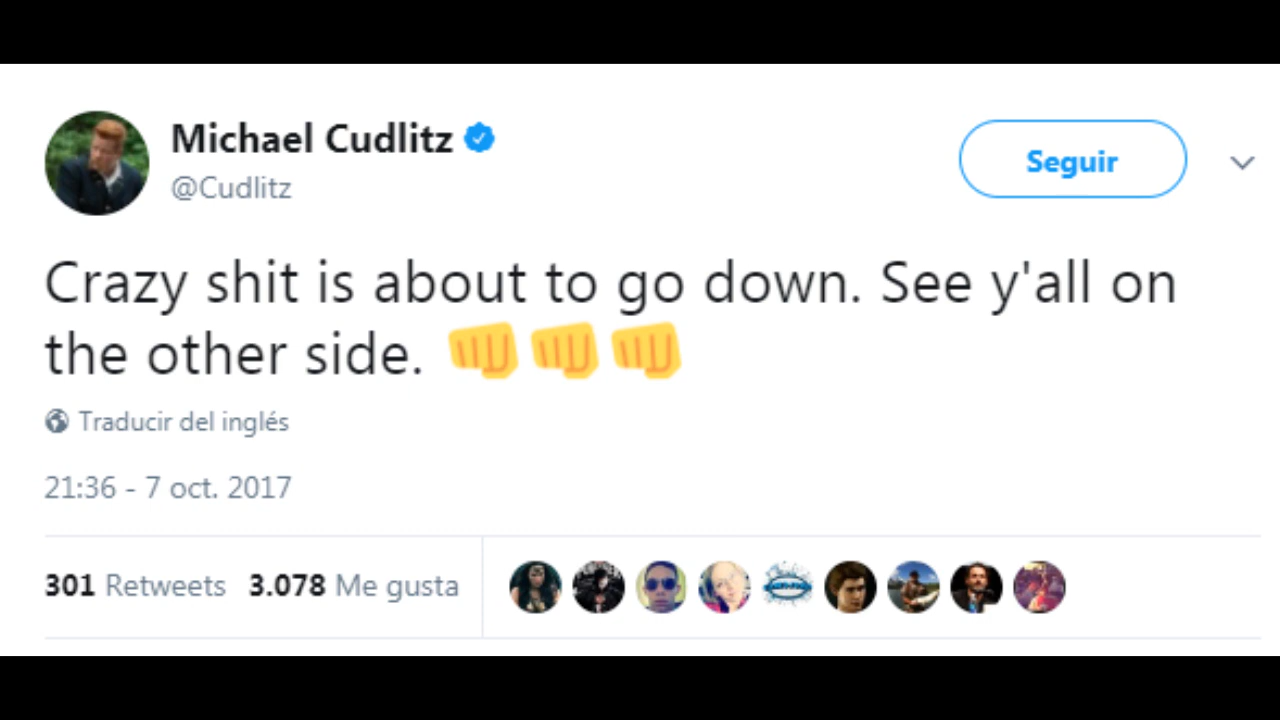 Michael Cudlitz
@Cudlitz
Seguir
Crazy shit is about to go down. See y'all on
the other side. 👊👊👊
Traducir del inglés
21:36 - 7 oct. 2017
301 Retweets 3.078 Me gusta